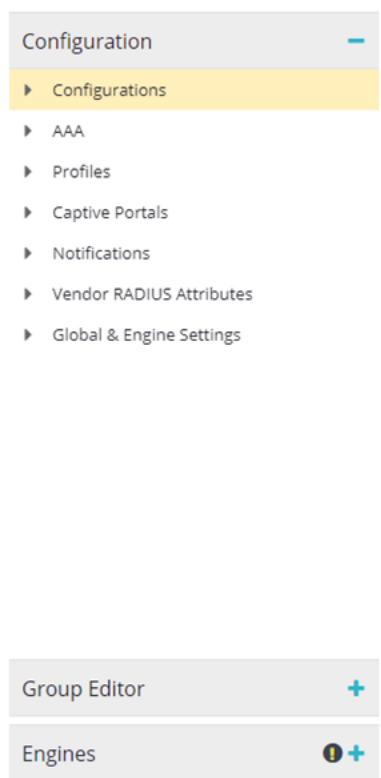 Configuration
Configurations
AAA
Profiles
Captive Portals
Notifications
Vendor RADIUS Attributes
Global & Engine Settings
Group Editor
Engines